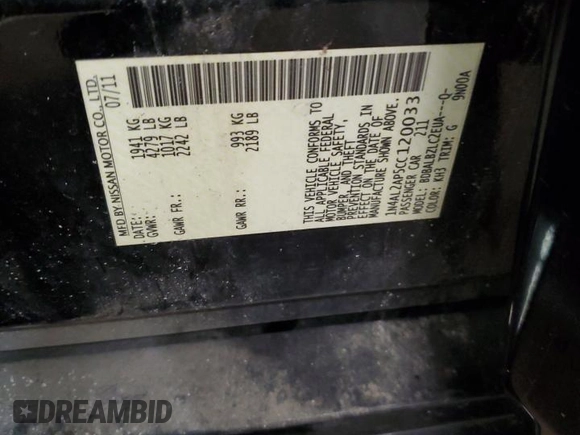 MFD BY NISSAN MOTOR CO., LTD.
DATE: 07/11
GVWR: 1941 KG
4279 LB
GAWR FR.: 1017 KG
2242 LB
GAWR RR.: 993 KG
2189 LB
THIS VEHICLE CONFORMS TO
ALL APPLICABLE FEDERAL
MOTOR VEHICLE SAFETY,
BUMPER, AND THEFT
PREVENTION STANDARDS IN
EFFECT ON THE DATE OF
MANUFACTURE SHOWN ABOVE.
1N4AL2AP5CC120033
PASSENGER CAR 211
MODEL: BDBALBZLC2EUA---O-
COLOR: KH3 TRIM: G 9N00A
DREAMBID